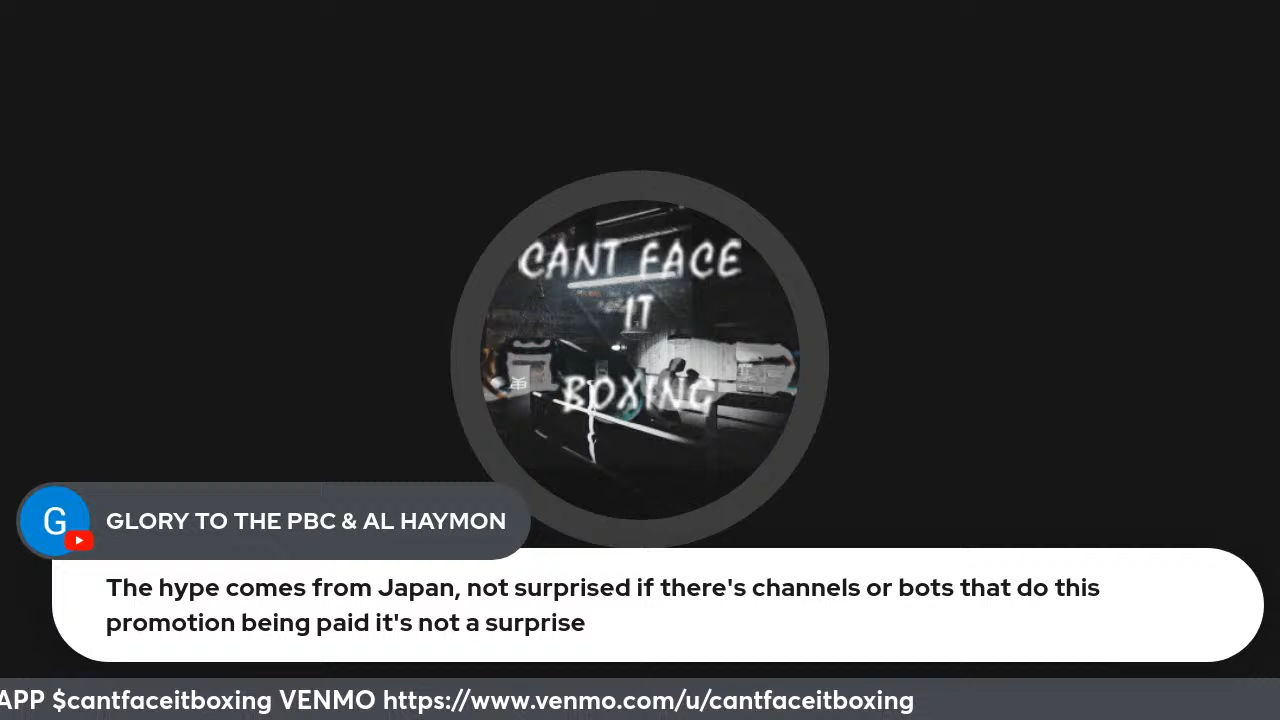 CANT FACE
IT
BOXING
G
GLORY TO THE PBC & AL HAYMON
The hype comes from Japan, not surprised if there's channels or bots that do this
promotion being paid it's not a surprise
APP $cantfaceitboxing VENMO https://www.venmo.com/u/cantfaceitboxing